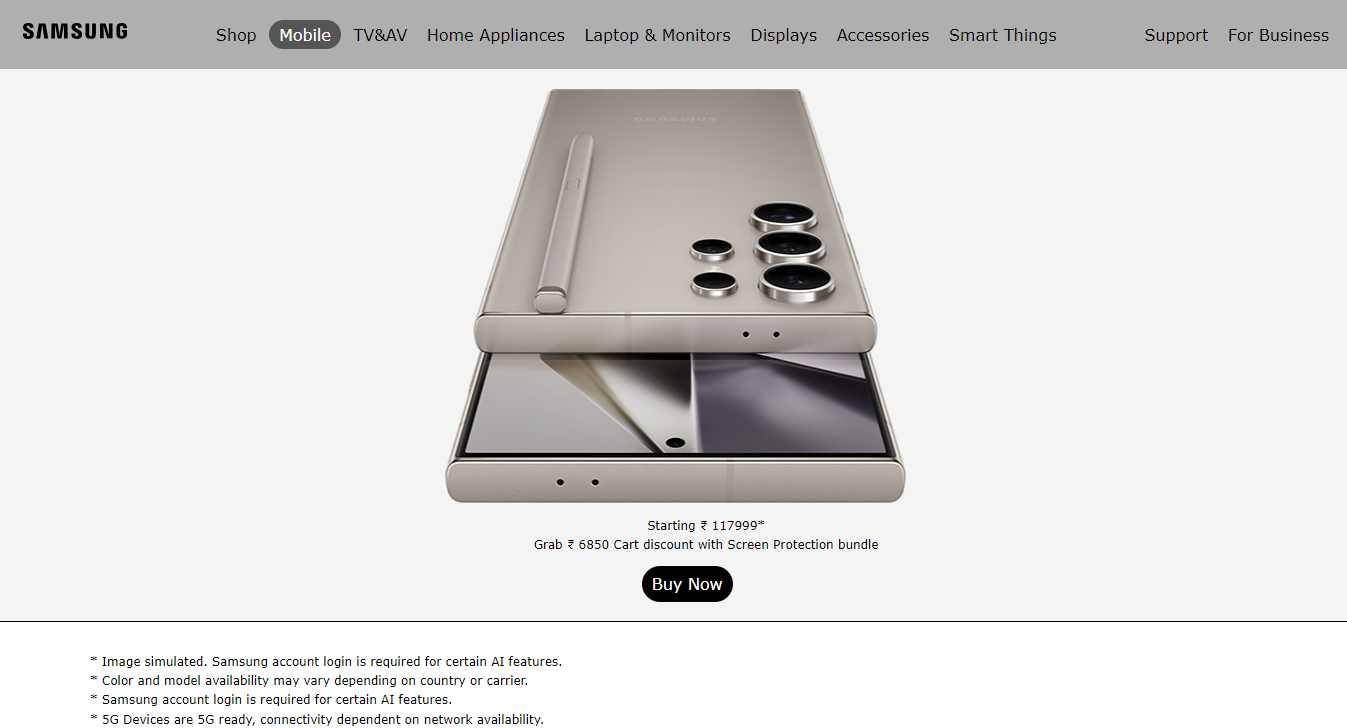 SAMSUNG
Shop Mobile TV&AV Home Appliances Laptop & Monitors Displays Accessories Smart Things Support For Business
SAMSUNG
Starting ₹ 117999*
Grab ₹ 6850 Cart discount with Screen Protection bundle
Buy Now
* Image simulated. Samsung account login is required for certain AI features.
* Color and model availability may vary depending on country or carrier.
* Samsung account login is required for certain AI features.
* 5G Devices are 5G ready, connectivity dependent on network availability.